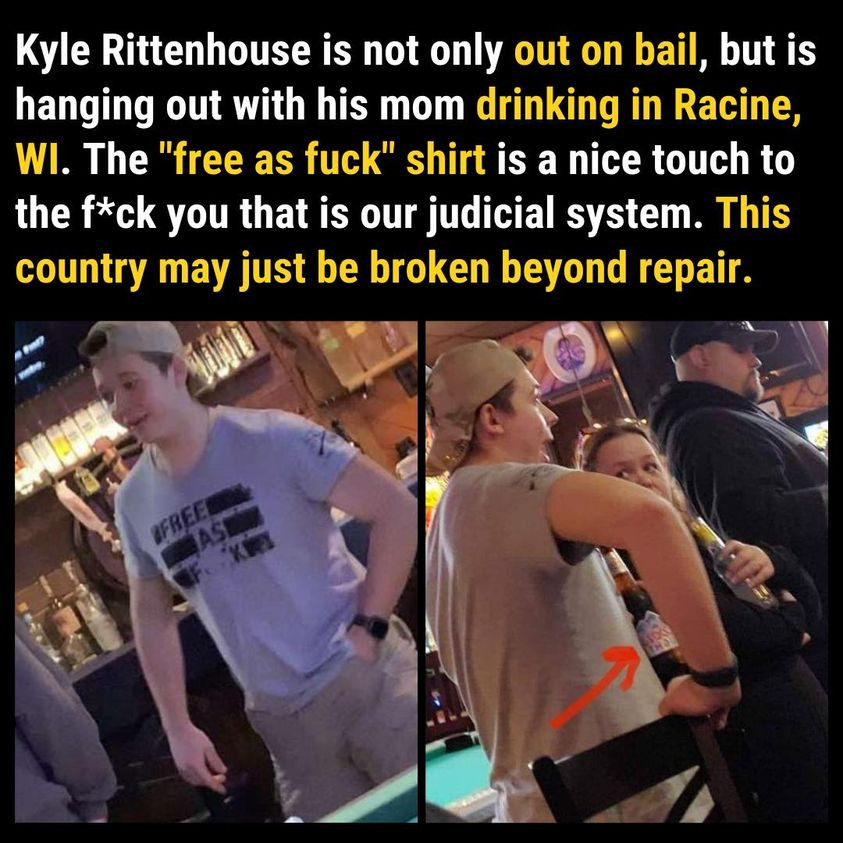 Kyle Rittenhouse is not only out on bail, but is
hanging out with his mom drinking in Racine,
WI. The "free as fuck" shirt is a nice touch to
the f*ck you that is our judicial system. This
country may just be broken beyond repair.
FREE
AS